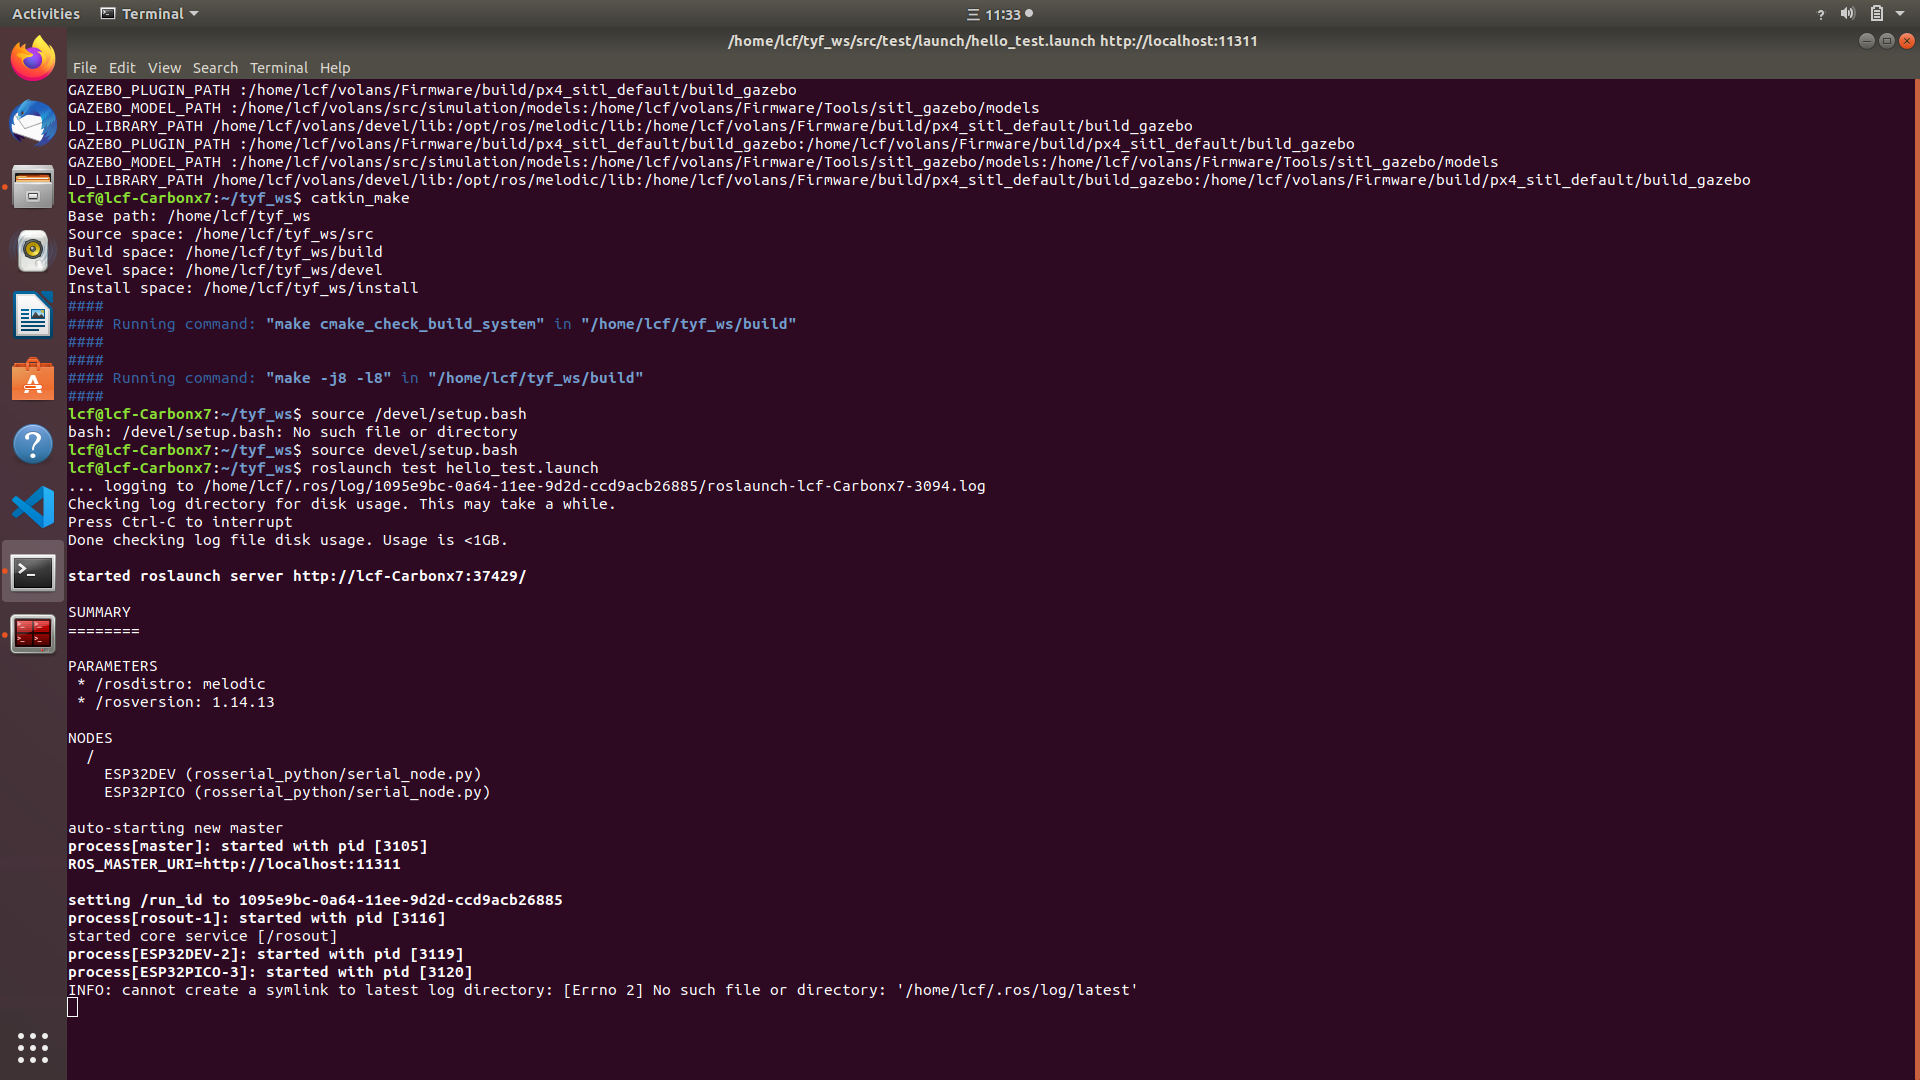 Activities Terminal 三 11:33
/home/lcf/tyf_ws/src/test/launch/hello_test.launch http://localhost:11311
File Edit View Search Terminal Help
GAZEBO_PLUGIN_PATH :/home/lcf/volans/Firmware/build/px4_sitl_default/build_gazebo
GAZEBO_MODEL_PATH :/home/lcf/volans/src/simulation/models:/home/lcf/volans/Firmware/Tools/sitl_gazebo/models
LD_LIBRARY_PATH /home/lcf/volans/devel/lib:/opt/ros/melodic/lib:/home/lcf/volans/Firmware/build/px4_sitl_default/build_gazebo
GAZEBO_PLUGIN_PATH :/home/lcf/volans/Firmware/build/px4_sitl_default/build_gazebo:/home/lcf/volans/Firmware/build/px4_sitl_default/build_gazebo
GAZEBO_MODEL_PATH :/home/lcf/volans/src/simulation/models:/home/lcf/volans/Firmware/Tools/sitl_gazebo/models:/home/lcf/volans/Firmware/Tools/sitl_gazebo/models
LD_LIBRARY_PATH /home/lcf/volans/devel/lib:/opt/ros/melodic/lib:/home/lcf/volans/Firmware/build/px4_sitl_default/build_gazebo:/home/lcf/volans/Firmware/build/px4_sitl_default/build_gazebo
lcf@lcf-Carbonx7:~/tyf_ws$ catkin_make
Base path: /home/lcf/tyf_ws
Source space: /home/lcf/tyf_ws/src
Build space: /home/lcf/tyf_ws/build
Devel space: /home/lcf/tyf_ws/devel
Install space: /home/lcf/tyf_ws/install
####
#### Running command: "make cmake_check_build_system" in "/home/lcf/tyf_ws/build"
####
####
#### Running command: "make -j8 -l8" in "/home/lcf/tyf_ws/build"
####
lcf@lcf-Carbonx7:~/tyf_ws$ source /devel/setup.bash
bash: /devel/setup.bash: No such file or directory
lcf@lcf-Carbonx7:~/tyf_ws$ source devel/setup.bash
lcf@lcf-Carbonx7:~/tyf_ws$ roslaunch test hello_test.launch
... logging to /home/lcf/.ros/log/1095e9bc-0a64-11ee-9d2d-ccd9acb26885/roslaunch-lcf-Carbonx7-3094.log
Checking log directory for disk usage. This may take a while.
Press Ctrl-C to interrupt
Done checking log file disk usage. Usage is <1GB.
started roslaunch server http://lcf-Carbonx7:37429/
SUMMARY
========
PARAMETERS
* /rosdistro: melodic
* /rosversion: 1.14.13
NODES
/
ESP32DEV (rosserial_python/serial_node.py)
ESP32PICO (rosserial_python/serial_node.py)
auto-starting new master
process[master]: started with pid [3105]
ROS_MASTER_URI=http://localhost:11311
setting /run_id to 1095e9bc-0a64-11ee-9d2d-ccd9acb26885
process[rosout-1]: started with pid [3116]
started core service [/rosout]
process[ESP32DEV-2]: started with pid [3119]
process[ESP32PICO-3]: started with pid [3120]
INFO: cannot create a symlink to latest log directory: [Errno 2] No such file or directory: '/home/lcf/.ros/log/latest'